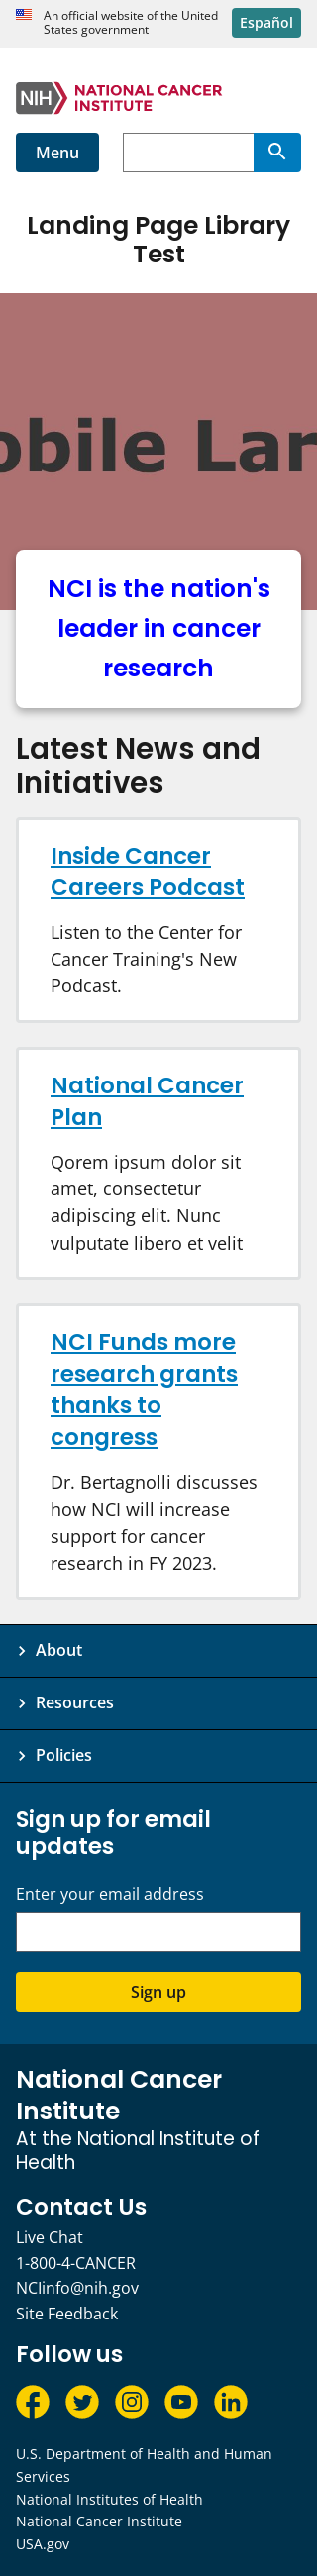 An official website of the United
States government
Español
NIH NATIONAL CANCER
INSTITUTE
Menu
Landing Page Library
Test
obile Lan
NCI is the nation's
leader in cancer
research
Latest News and
Initiatives
Inside Cancer
Careers Podcast
Listen to the Center for
Cancer Training's New
Podcast.
National Cancer
Plan
Qorem ipsum dolor sit
amet, consectetur
adipiscing elit. Nunc
vulputate libero et velit
NCI Funds more
research grants
thanks to
congress
Dr. Bertagnolli discusses
how NCI will increase
support for cancer
research in FY 2023.
About
Resources
Policies
Sign up for email
updates
Enter your email address
Sign up
National Cancer
Institute
At the National Institute of
Health
Contact Us
Live Chat
1-800-4-CANCER
NCIinfo@nih.gov
Site Feedback
Follow us
U.S. Department of Health and Human
Services
National Institutes of Health
National Cancer Institute
USA.gov